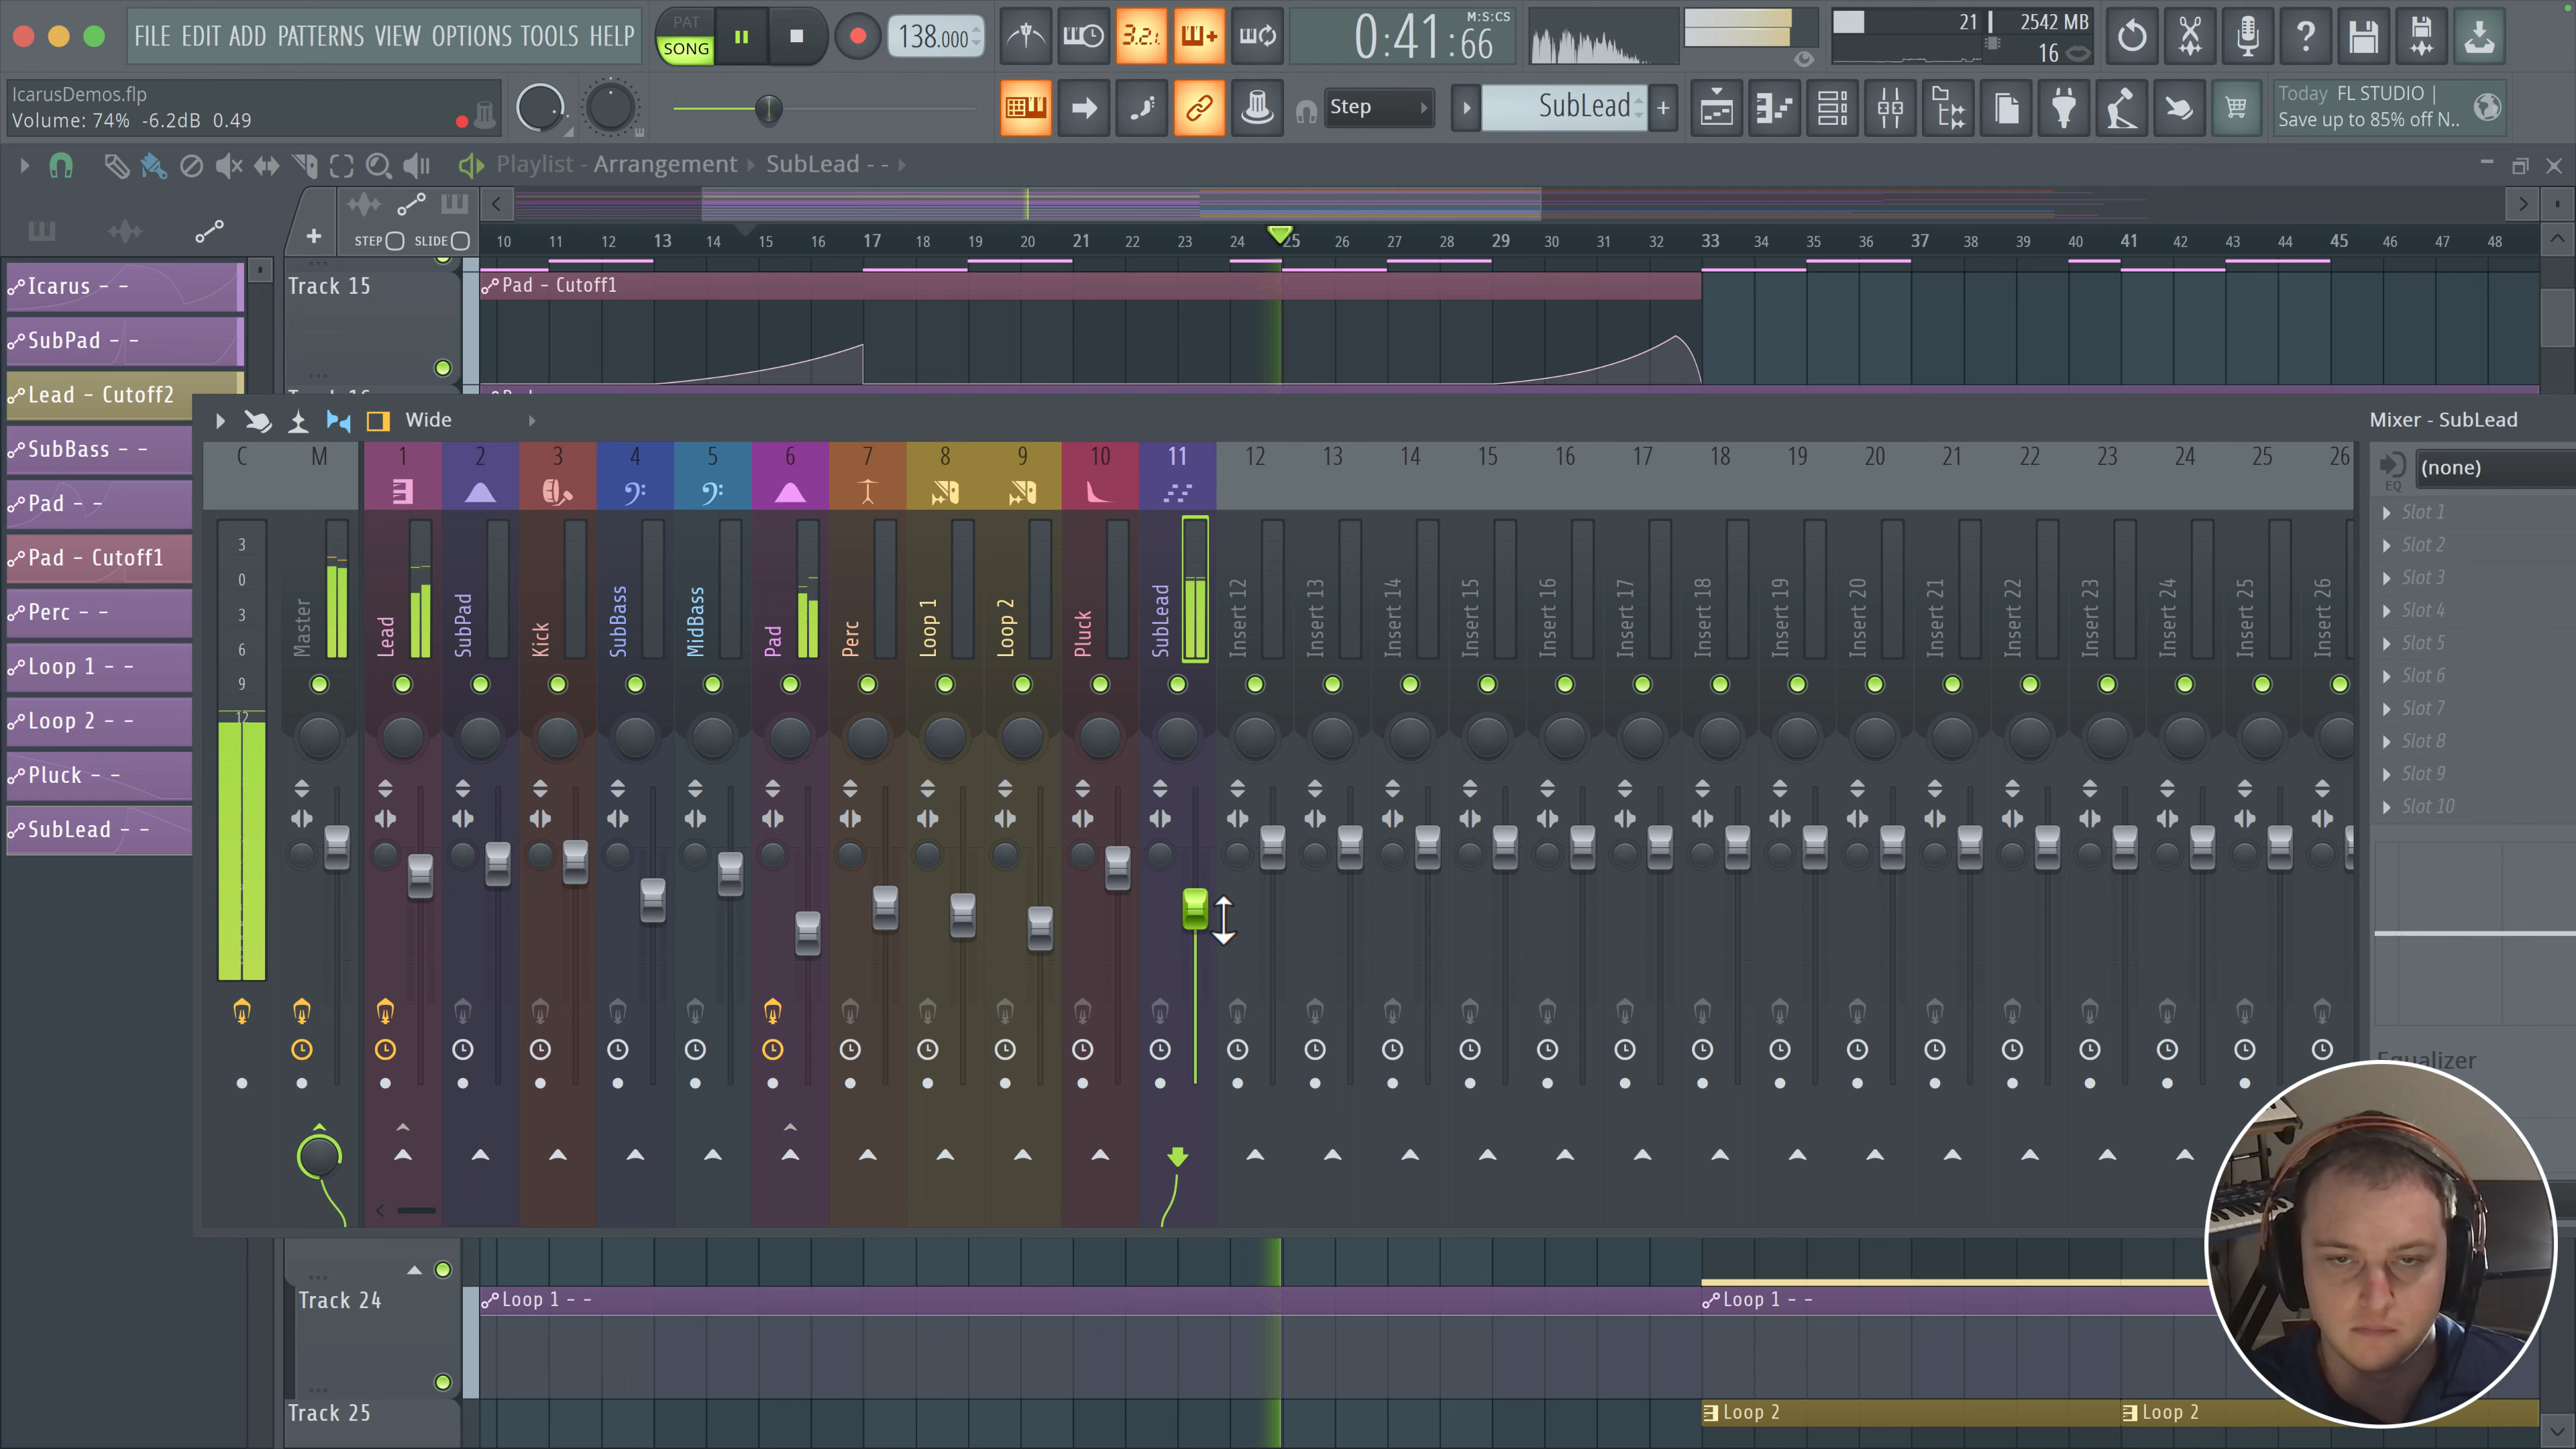 FILE EDIT ADD PATTERNS VIEW OPTIONS TOOLS HELP
PAT
SONG
138.000
3.2.
0:41:66
M:S:CS
21
2542 MB
16
?
IcarusDemos.flp
Volume: 74% -6.2dB 0.49
Step
SubLead
+
Today FL STUDIO |
Save up to 85% off N..
Playlist - Arrangement SubLead - -
+
STEP SLIDE
10 11 12 13 14 15 16 17 18 19 20 21 22 23 24 25 26 27 28 29 30 31 32 33 34 35 36 37 38 39 40 41 42 43 44 45 46 47 48
Icarus - -
SubPad - -
Lead - Cutoff2
SubBass - -
Pad - -
Pad - Cutoff1
Perc - -
Loop 1 - -
Loop 2 - -
Pluck - -
SubLead - -
Track 15
Pad - Cutoff1
Wide
Mixer - SubLead
C M 1 2 3 4 5 6 7 8 9 10 11 12 13 14 15 16 17 18 19 20 21 22 23 24 25 26
3
0
3
6
9
12
Master
Lead
SubPad
Kick
SubBass
MidBass
Pad
Perc
Loop 1
Loop 2
Pluck
SubLead
Insert 12
Insert 13
Insert 14
Insert 15
Insert 16
Insert 17
Insert 18
Insert 19
Insert 20
Insert 21
Insert 22
Insert 23
Insert 24
Insert 25
Insert 26
EQ
(none)
Slot 1
Slot 2
Slot 3
Slot 4
Slot 5
Slot 6
Slot 7
Slot 8
Slot 9
Slot 10
Equalizer
Track 24
Loop 1 - -
Loop 1 - -
Track 25
Loop 2
Loop 2